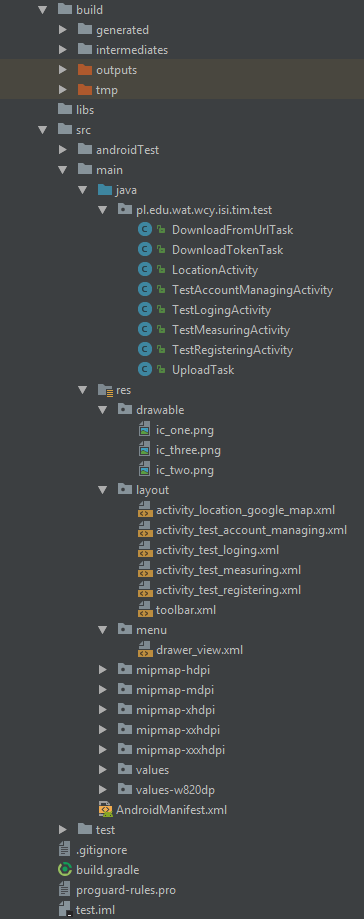 build
generated
intermediates
outputs
tmp
libs
src
androidTest
main
java
pl.edu.wat.wcy.isi.tim.test
DownloadFromUrlTask
DownloadTokenTask
LocationActivity
TestAccountManagingActivity
TestLogingActivity
TestMeasuringActivity
TestRegisteringActivity
UploadTask
res
drawable
ic_one.png
ic_three.png
ic_two.png
layout
activity_location_google_map.xml
activity_test_account_managing.xml
activity_test_loging.xml
activity_test_measuring.xml
activity_test_registering.xml
toolbar.xml
menu
drawer_view.xml
mipmap-hdpi
mipmap-mdpi
mipmap-xhdpi
mipmap-xxhdpi
mipmap-xxxhdpi
values
values-w820dp
AndroidManifest.xml
test
.gitignore
build.gradle
proguard-rules.pro
test.iml